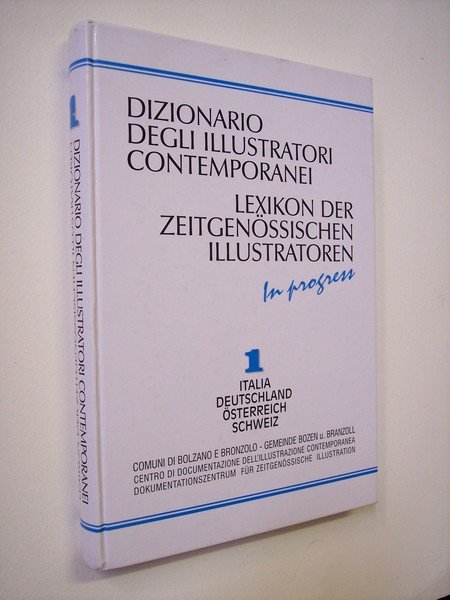 DIZIONARIO
DEGLI ILLUSTRATORI
CONTEMPORANEI
LEXIKON DER
ZEITGENÖSSISCHEN
ILLUSTRATOREN
In progress
1
ITALIA
DEUTSCHLAND
ÖSTERREICH
SCHWEIZ
COMUNI DI BOLZANO E BRONZOLO - GEMEINDE BOZEN u. BRANZOLL
CENTRO DI DOCUMENTAZIONE DELL'ILLUSTRAZIONE CONTEMPORANEA
DOKUMENTATIONSZENTRUM FÜR ZEITGENÖSSISCHE ILLUSTRATION
1
DIZIONARIO DEGLI ILLUSTRATORI CONTEMPORANEI